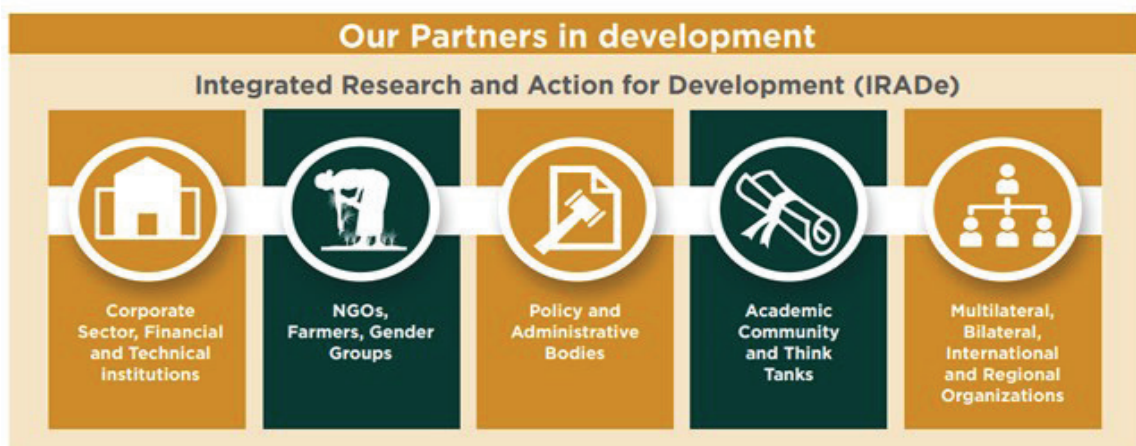 Our Partners in development
Integrated Research and Action for Development (IRADe)
Corporate
Sector, Financial
and Technical
institutions
NGOs,
Farmers, Gender
Groups
Policy and
Administrative
Bodies
Academic
Community
and Think
Tanks
Multilateral,
Bilateral,
International
and Regional
Organizations